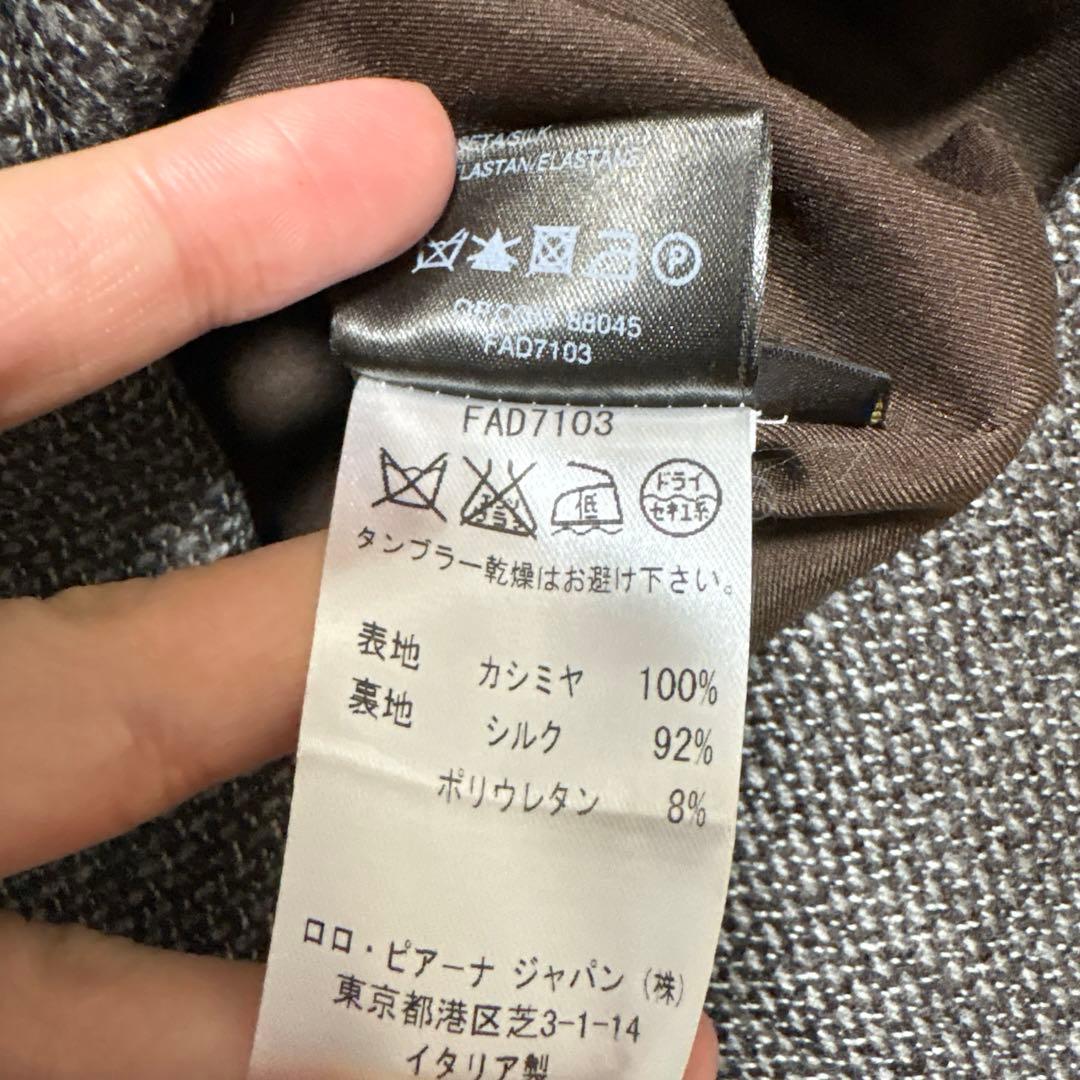 SETA/SILK
ELASTAN/ELASTANE
P
88045
FAD7103
FAD7103
低
ドライ
セキユ系
タンブラー乾燥はお避け下さい。
表地 カシミヤ 100%
裏地 シルク 92%
ポリウレタン 8%
ロロ・ピアーナ ジャパン (株)
東京都港区芝3-1-14
イタリア製